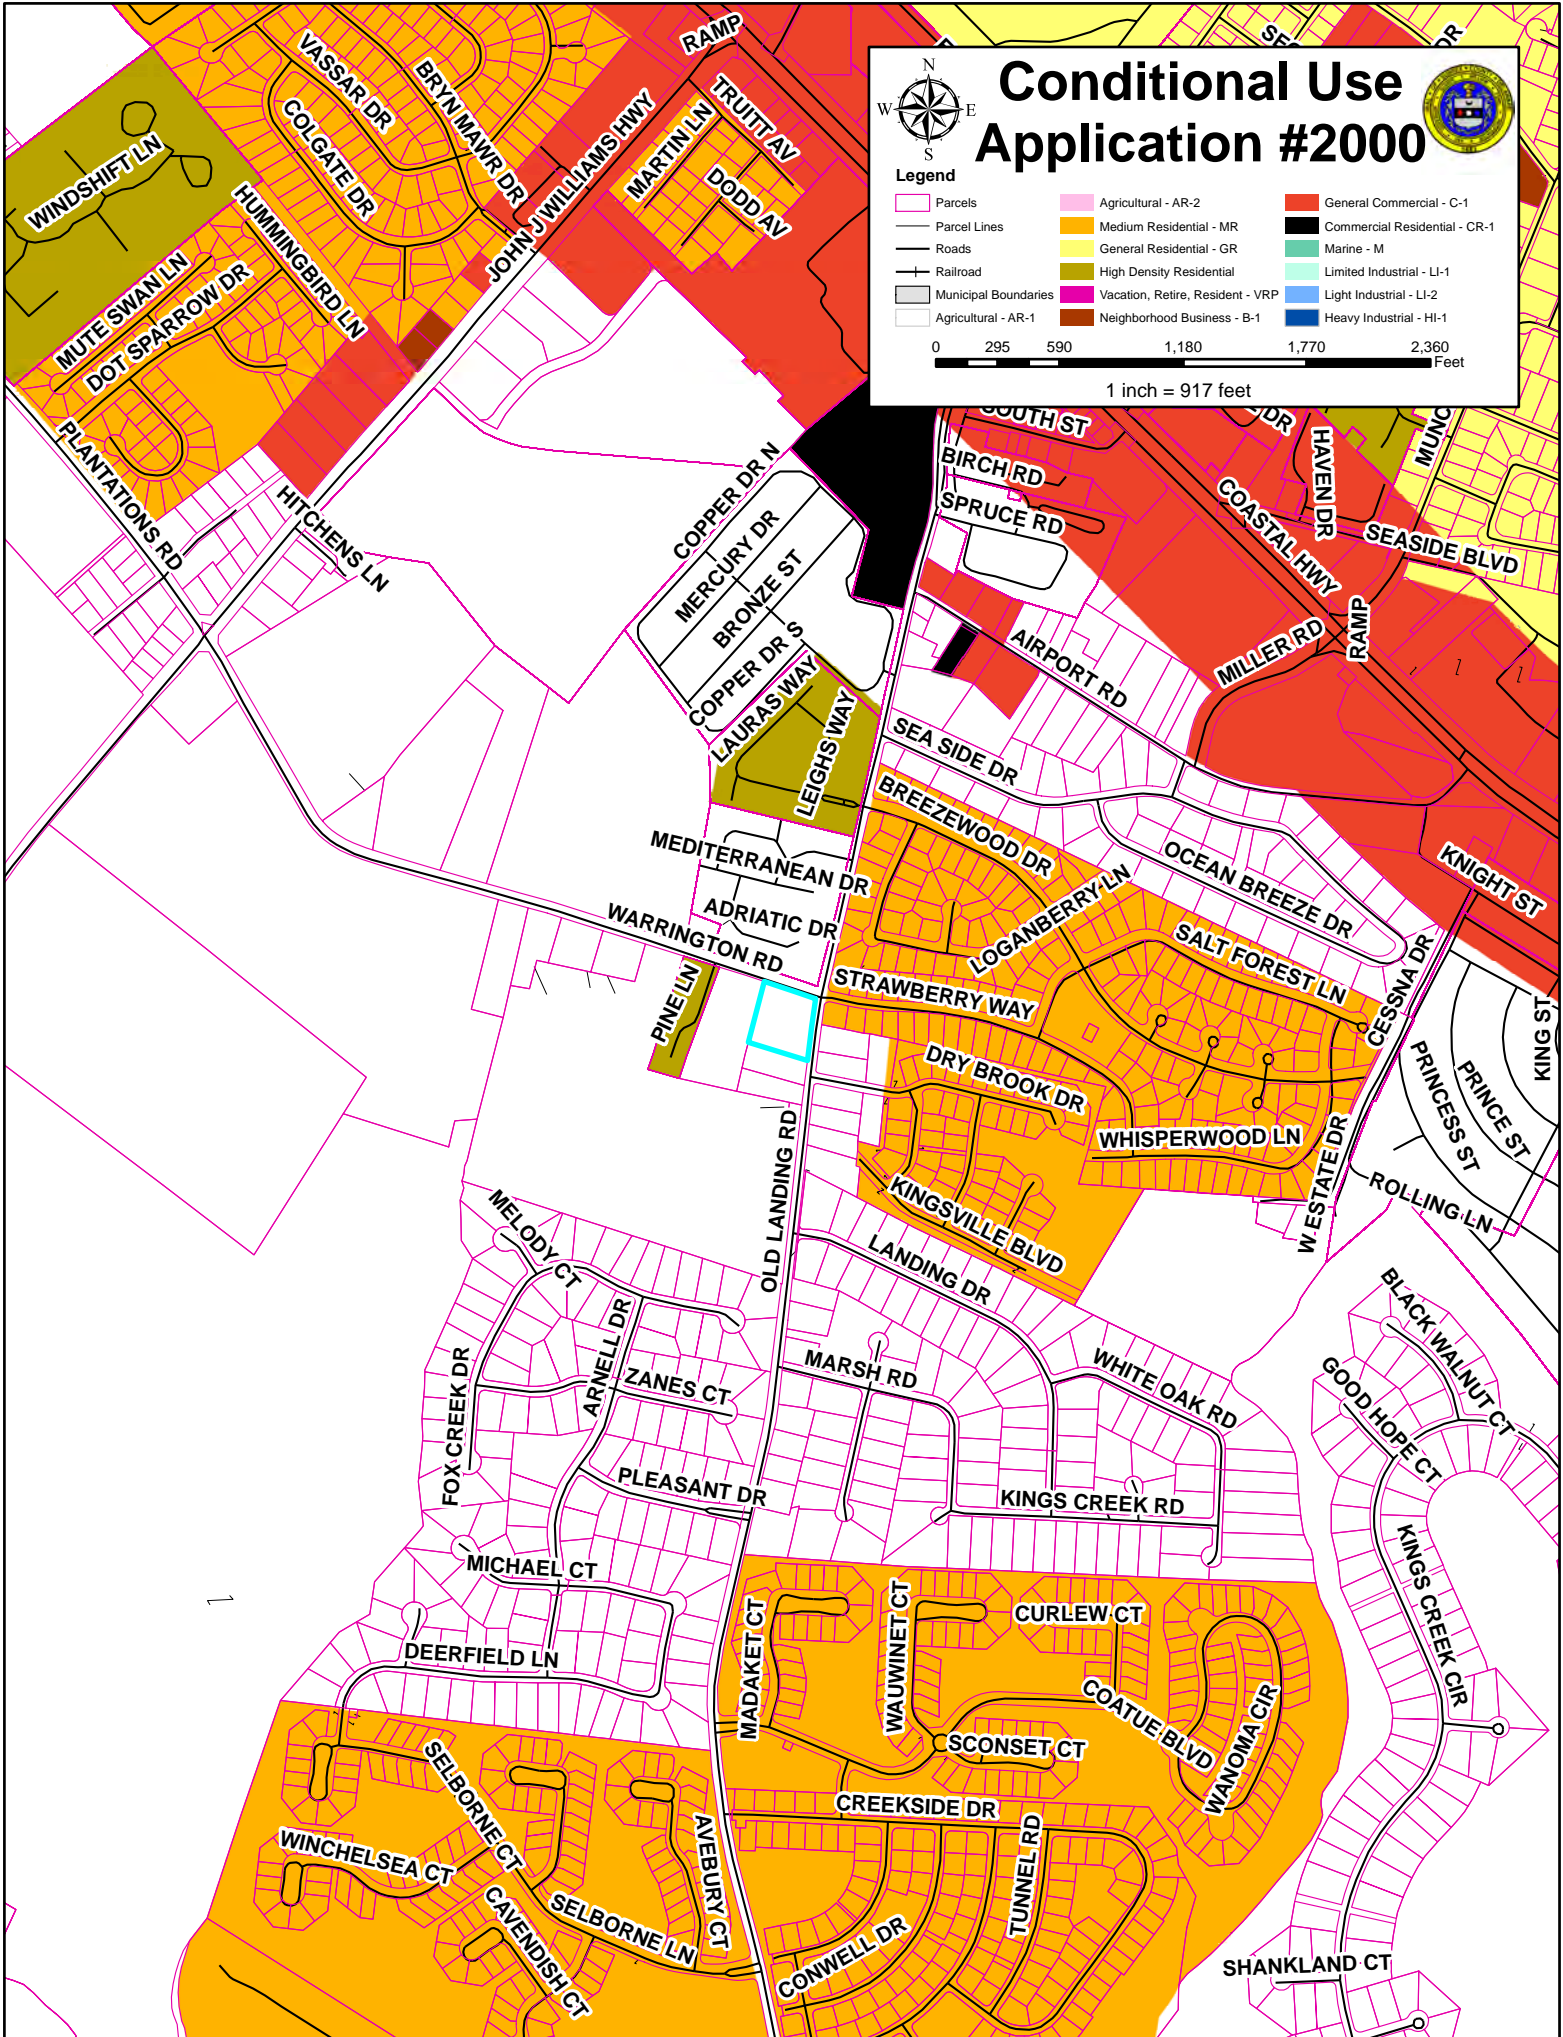 RAMP
VASSAR DR
BRYN MAWR DR
COLGATE DR
WINDSHIFT LN
HUMMINGBIRD LN
MUTE SWAN LN
DOT SPARROW DR
JOHN J WILLIAMS HWY
MARTIN LN
TRUITT AV
DODD AV
Conditional Use
Application #2000
N
W
E
S
Legend
Parcels
Parcel Lines
Roads
Railroad
Municipal Boundaries
Agricultural - AR-1
Agricultural - AR-2
Medium Residential - MR
General Residential - GR
High Density Residential
Vacation, Retire, Resident - VRP
Neighborhood Business - B-1
General Commercial - C-1
Commercial Residential - CR-1
Marine - M
Limited Industrial - LI-1
Light Industrial - LI-2
Heavy Industrial - HI-1
0 295 590 1,180 1,770 2,360
Feet
1 inch = 917 feet
DR
SOUTH ST
DR
BIRCH RD
SPRUCE RD
HAVEN DR
MUNC
COASTAL HWY
SEASIDE BLVD
PLANTATIONS RD
HITCHENS LN
COPPER DR N
MERCURY DR
BRONZE ST
COPPER DR S
LAURAS WAY
LEIGHS WAY
AIRPORT RD
MILLER RD
RAMP
SEA SIDE DR
BREEZEWOOD DR
MEDITERRANEAN DR
ADRIATIC DR
WARRINGTON RD
LOGANBERRY LN
OCEAN BREEZE DR
KNIGHT ST
SALT FOREST LN
CESSNA DR
STRAWBERRY WAY
PINE LN
DRY BROOK DR
KING ST
PRINCE ST
PRINCESS ST
WHISPERWOOD LN
OLD LANDING RD
KINGSVILLE BLVD
W.ESTATE DR
ROLLING LN
MELODY CT
LANDING DR
BLACK WALNUT CT
ARNELL DR
ZANES CT
FOX CREEK DR
MARSH RD
WHITE OAK RD
GOOD HOPE CT
PLEASANT DR
KINGS CREEK RD
MICHAEL CT
KINGS CREEK CIR
DEERFIELD LN
MADAKET CT
WAUWINET CT
CURLEW CT
COATUE BLVD
WANOMA CIR
SCONSET CT
SELBORNE CT
CREEKSIDE DR
WINCHELSEA CT
AVEBURY CT
TUNNEL RD
CAVENDISH CT
SELBORNE LN
CONWELL DR
SHANKLAND CT